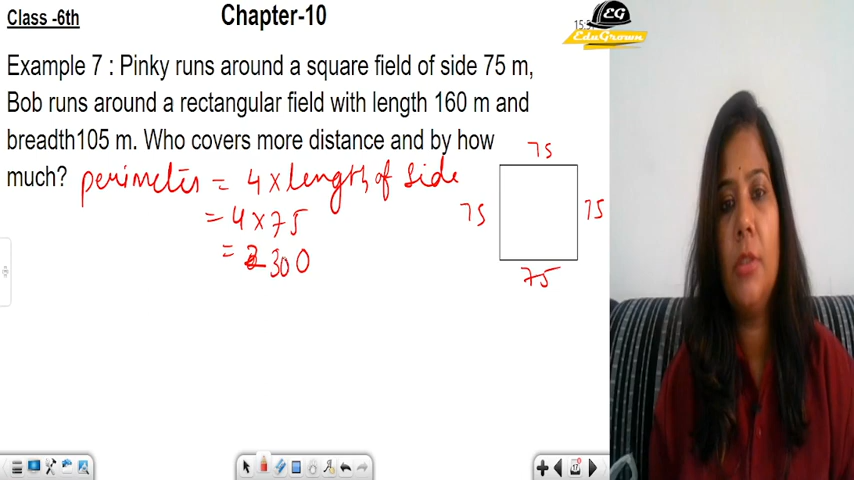 Class -6th
Chapter-10
EG
EduGrown
Example 7 : Pinky runs around a square field of side 75 m,
Bob runs around a rectangular field with length 160 m and
breadth105 m. Who covers more distance and by how
much? perimeter = 4 x length of side
= 4 x 75
= 300
75
75
75
75